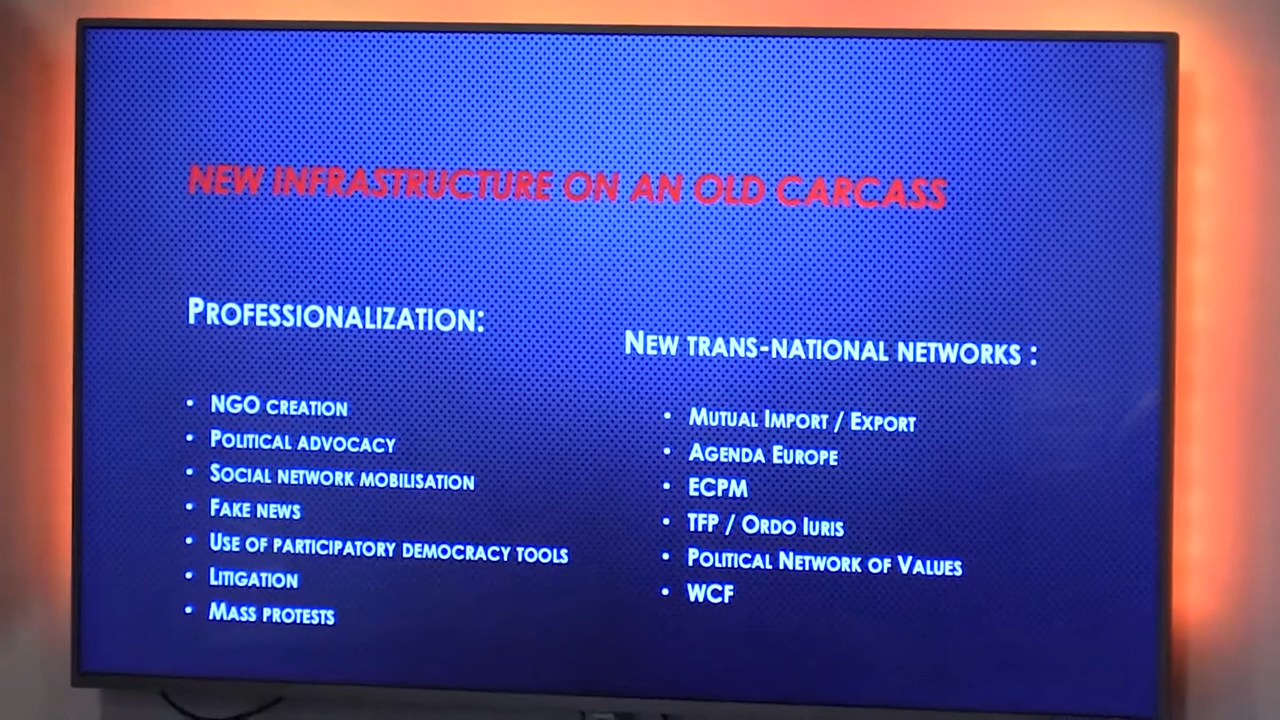 NEW INFRASTRUCTURE ON AN OLD CARCASS
PROFESSIONALIZATION:
• NGO CREATION
• POLITICAL ADVOCACY
• SOCIAL NETWORK MOBILISATION
• FAKE NEWS
• USE OF PARTICIPATORY DEMOCRACY TOOLS
• LITIGATION
• MASS PROTESTS
NEW TRANS-NATIONAL NETWORKS :
• MUTUAL IMPORT / EXPORT
• AGENDA EUROPE
• ECPM
• TFP / ORDO IURIS
• POLITICAL NETWORK OF VALUES
• WCF